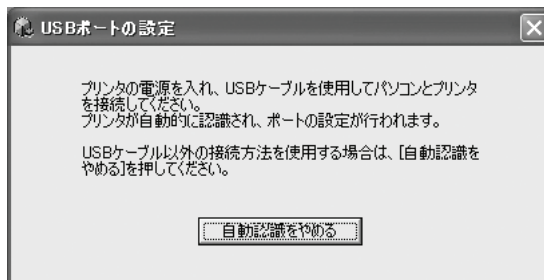 USBポートの設定
プリンタの電源を入れ、USBケーブルを使用してパソコンとプリンタ
を接続してください。
プリンタが自動的に認識され、ポートの設定が行われます。
USBケーブル以外の接続方法を使用する場合は、[自動認識を
やめる]を押してください。
自動認識をやめる